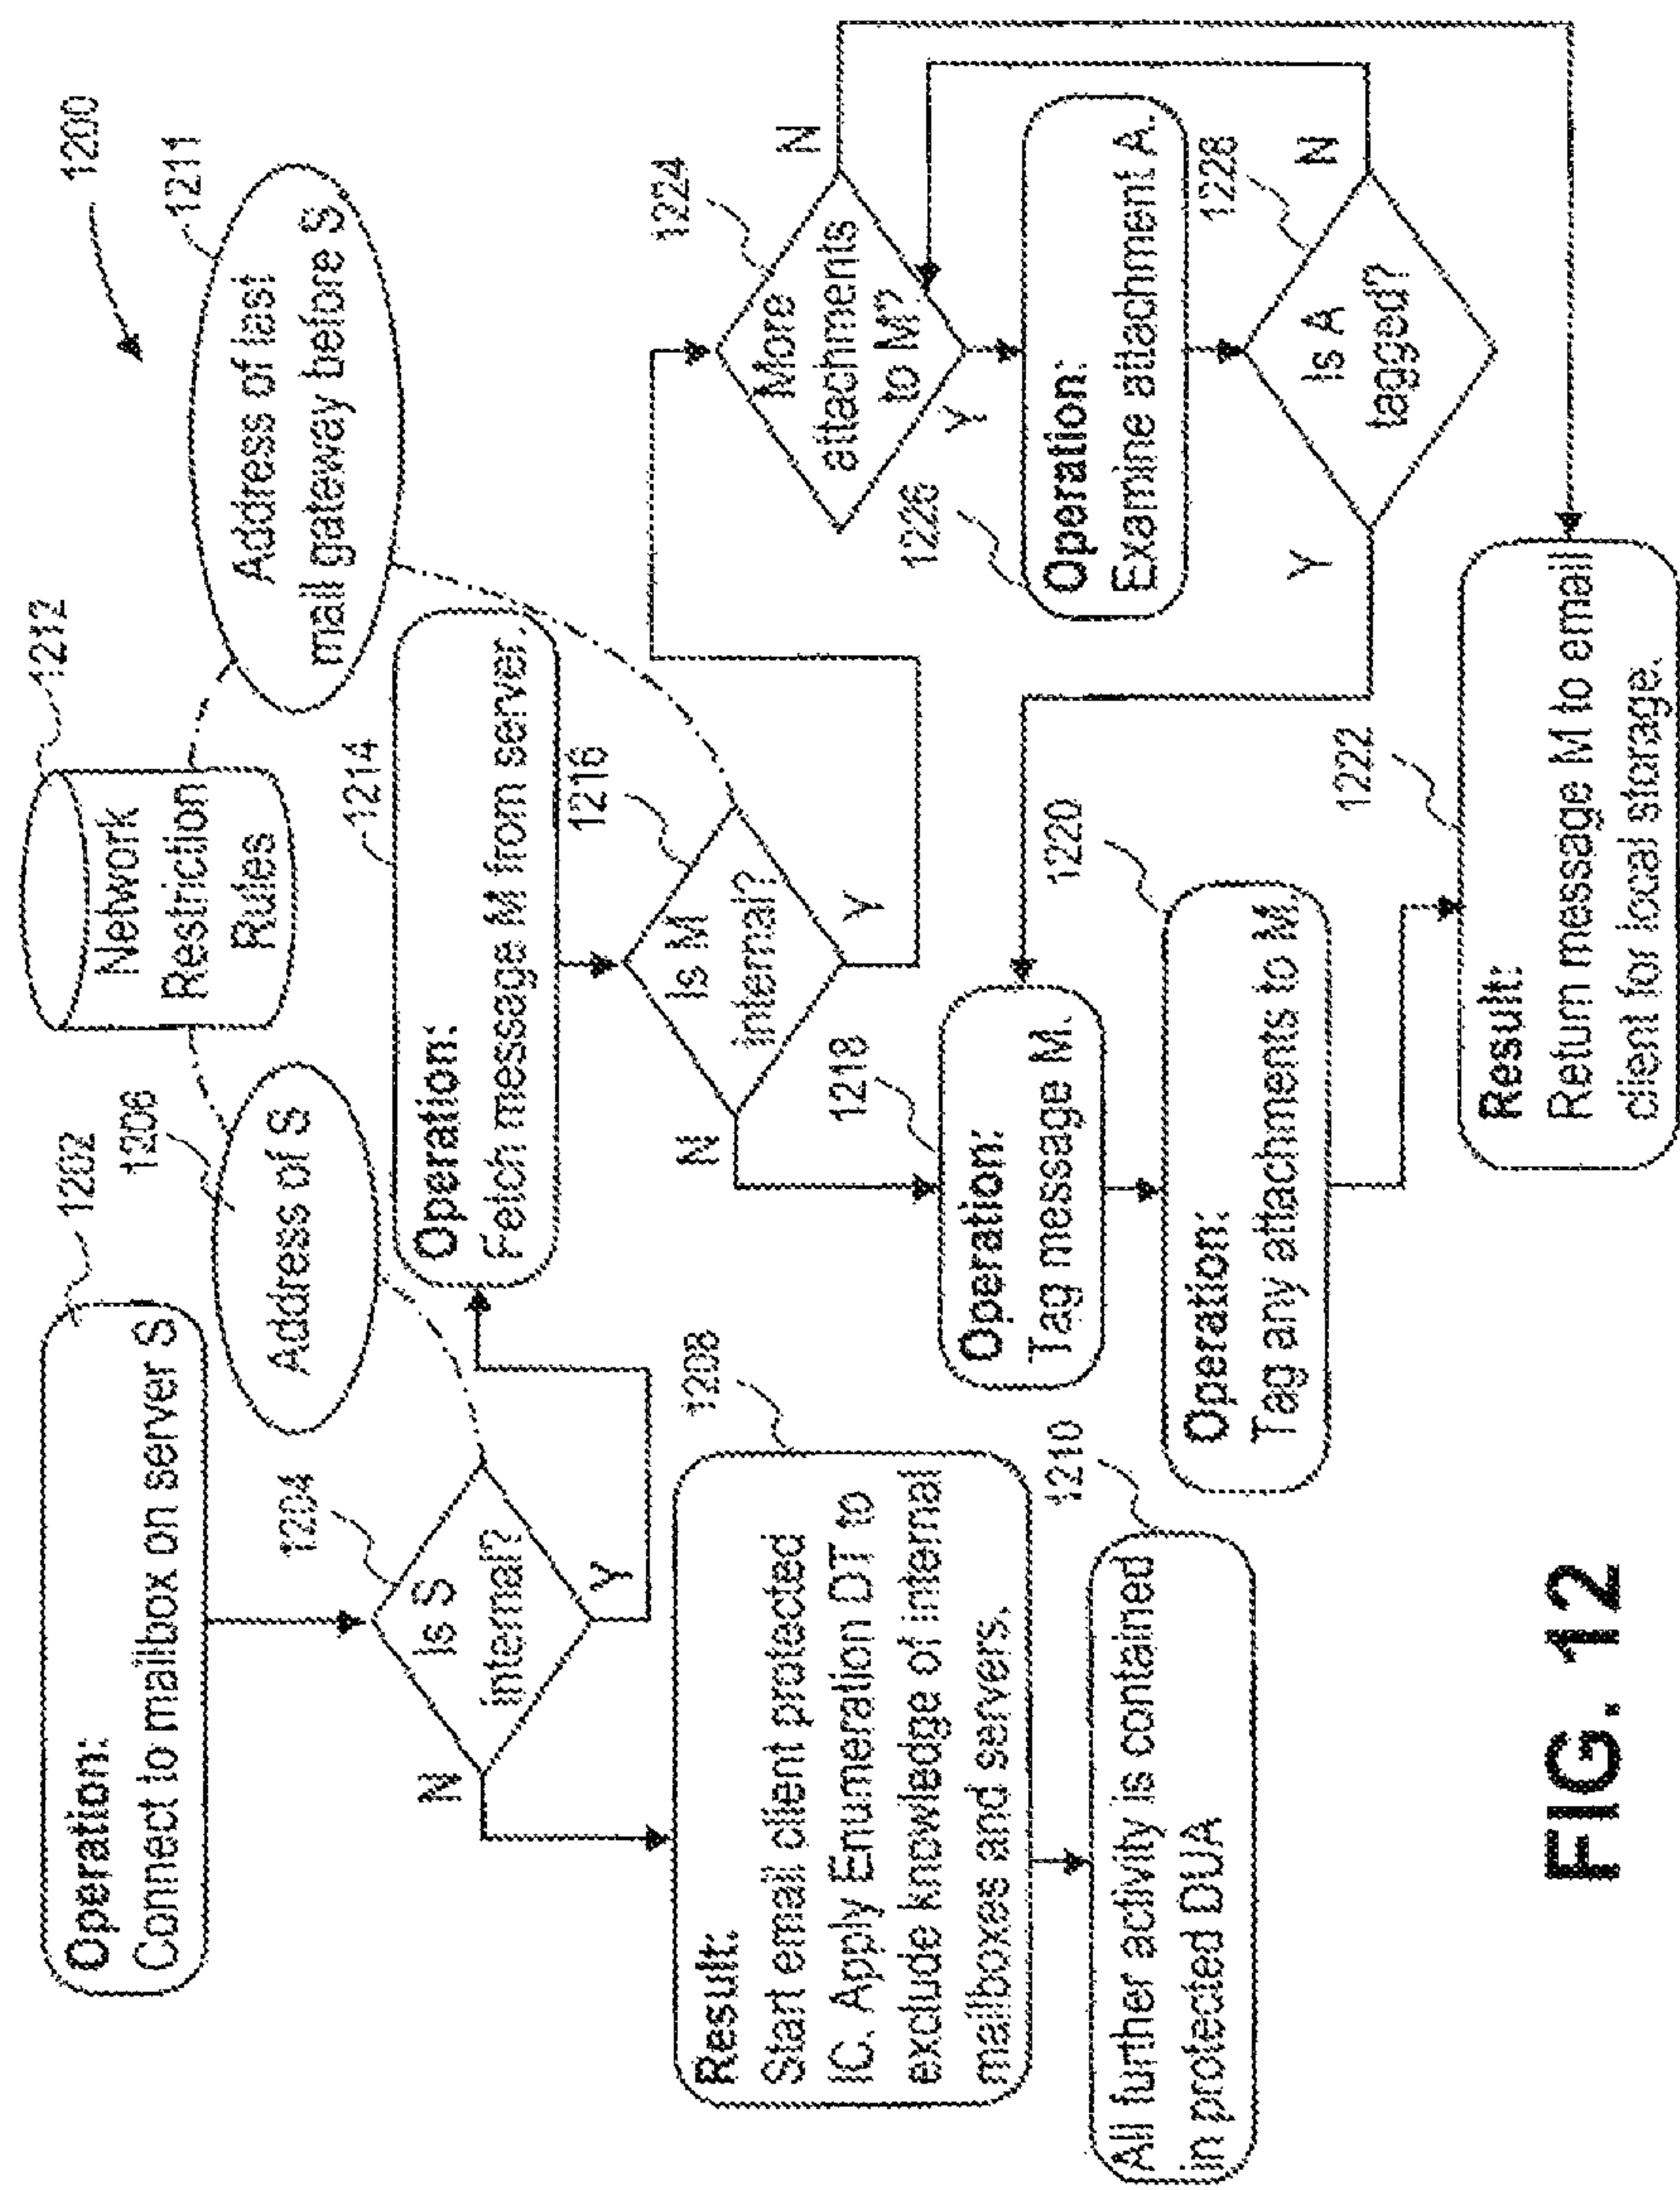 1200
Operation:
Connect to mailbox on server S
1202
1206
Address of S
Network
Restriction
Rules
1212
Address of last
mail gateway before S.
1211
Is S
internal?
1204
N
Y
Result:
Start email client protected
IC. Apply Enumeration DT to
exclude knowledge of internal
mailboxes and servers.
1208
All further activity is contained
in protected DUA
1210
Operation:
Fetch message M from server.
1214
Is M
internal?
1216
N
Y
Operation:
Tag message M.
1218
Operation:
Tag any attachments to M.
1220
More
attachments
to M?
1224
N
Y
Operation:
Examine attachment A.
1226
Is A
tagged?
1228
N
Y
Result:
Return message M to email
client for local storage.
1222
FIG. 12